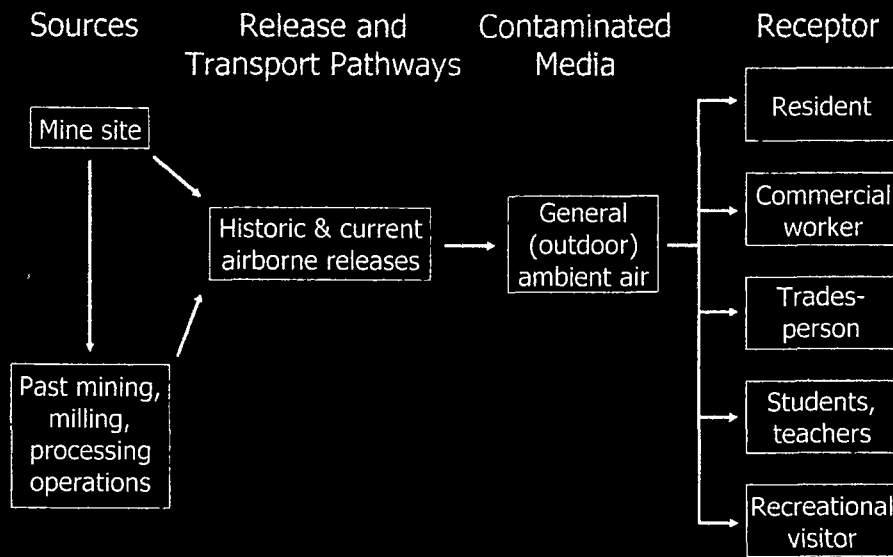 Sources
Release and
Transport Pathways
Contaminated
Media
Receptor
Mine site
Past mining,
milling,
processing
operations
Historic & current
airborne releases
General
(outdoor)
ambient air
Resident
Commercial
worker
Trades-
person
Students,
teachers
Recreational
visitor